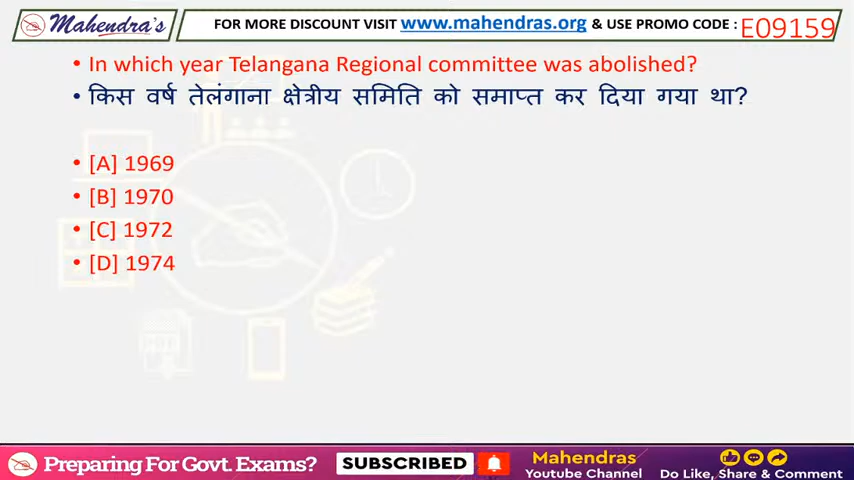 Mahendra's
FOR MORE DISCOUNT VISIT www.mahendras.org & USE PROMO CODE : E09159
• In which year Telangana Regional committee was abolished?
• किस वर्ष तेलंगाना क्षेत्रीय समिति को समाप्त कर दिया गया था?
• [A] 1969
• [B] 1970
• [C] 1972
• [D] 1974
Preparing For Govt. Exams?
SUBSCRIBED
Mahendras
YouTube Channel
Do Like, Share & Comment